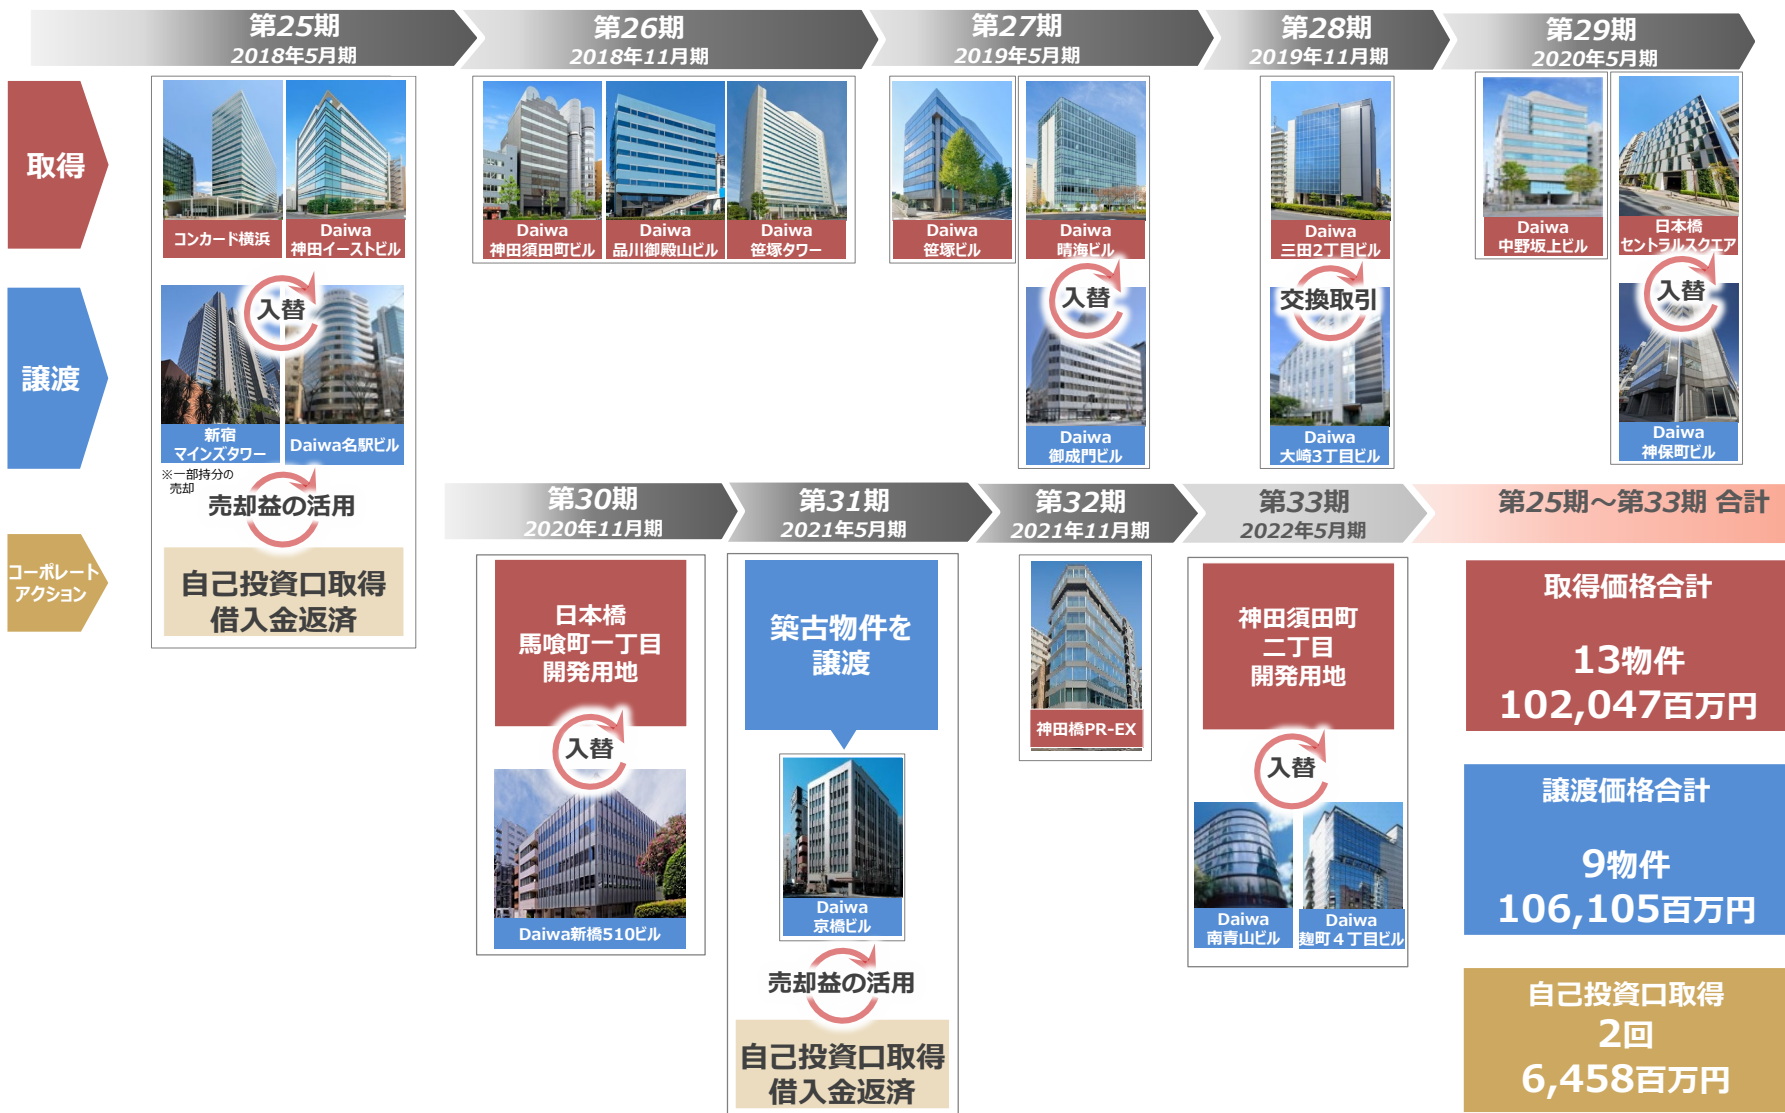 第25期
2018年5月期
第26期
2018年11月期
第27期
2019年5月期
第28期
2019年11月期
第29期
2020年5月期
取得
コンカード横浜
Daiwa
神田イーストビル
Daiwa
神田須田町ビル
Daiwa
品川御殿山ビル
Daiwa
笹塚タワー
Daiwa
笹塚ビル
Daiwa
晴海ビル
Daiwa
三田2丁目ビル
Daiwa
中野坂上ビル
日本橋
セントラルスクエア
譲渡
入替
入替
交換取引
入替
新宿
マインズタワー
Daiwa名駅ビル
Daiwa
御成門ビル
Daiwa
大崎3丁目ビル
Daiwa
神保町ビル
※一部持分の
売却
売却益の活用
コーポレート
アクション
自己投資口取得
借入金返済
第30期
2020年11月期
第31期
2021年5月期
第32期
2021年11月期
第33期
2022年5月期
第25期～第33期 合計
日本橋
馬喰町一丁目
開発用地
入替
Daiwa新橋510ビル
築古物件を
譲渡
Daiwa
京橋ビル
売却益の活用
自己投資口取得
借入金返済
神田橋PR-EX
神田須田町
二丁目
開発用地
入替
Daiwa
南青山ビル
Daiwa
麹町４丁目ビル
取得価格合計
13物件
102,047百万円
譲渡価格合計
9物件
106,105百万円
自己投資口取得
2回
6,458百万円